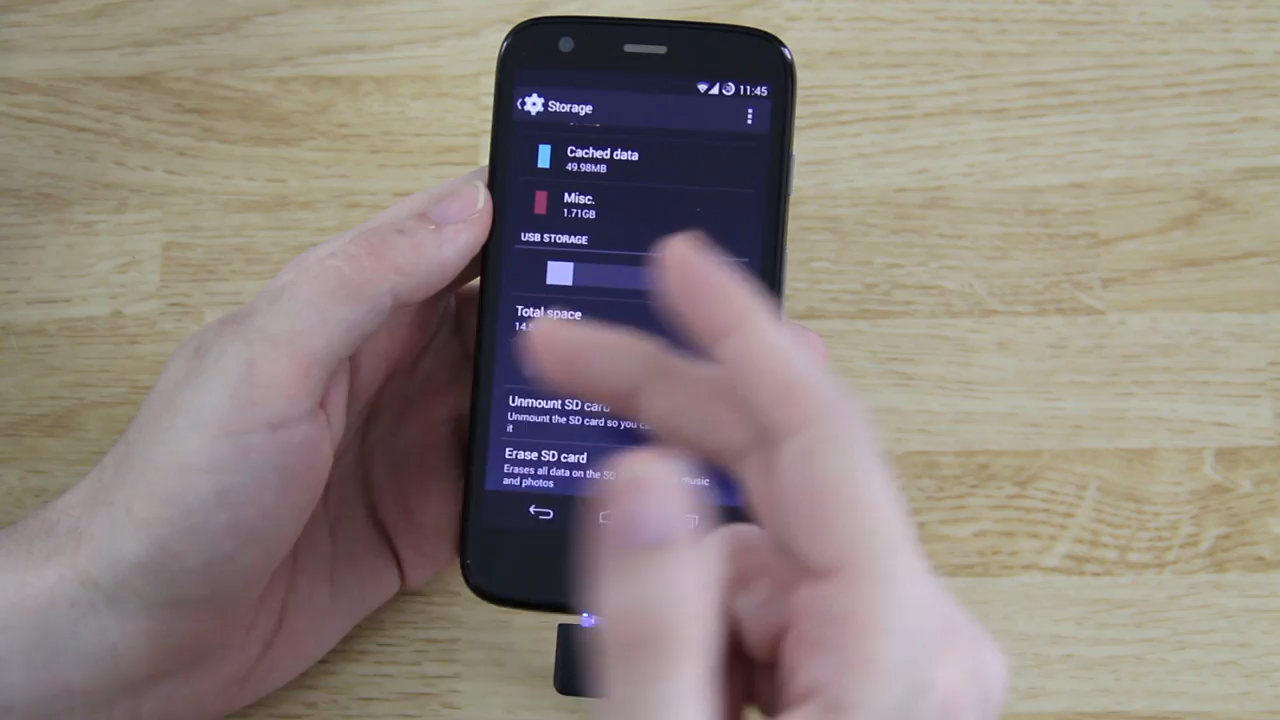 11:45
Storage
Cached data
49.98MB
Misc.
1.71GB
USB STORAGE
Total space
Unmount SD card
Unmount the SD card so you
it
Erase SD card
Erases all data on the SD music
and photos